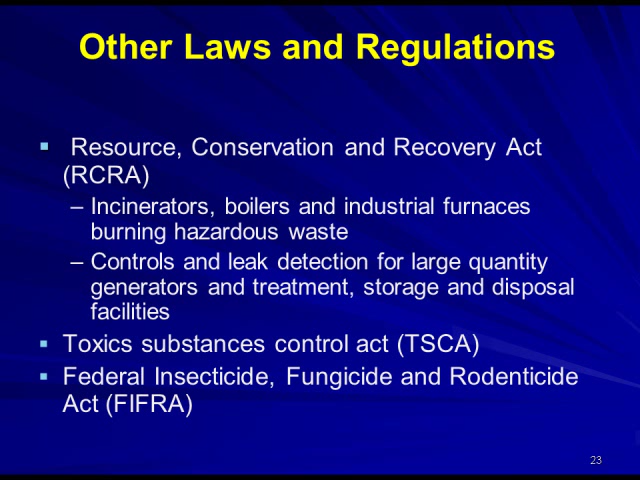 Other Laws and Regulations
▪ Resource, Conservation and Recovery Act
(RCRA)
– Incinerators, boilers and industrial furnaces
burning hazardous waste
– Controls and leak detection for large quantity
generators and treatment, storage and disposal
facilities
▪ Toxics substances control act (TSCA)
▪ Federal Insecticide, Fungicide and Rodenticide
Act (FIFRA)
23